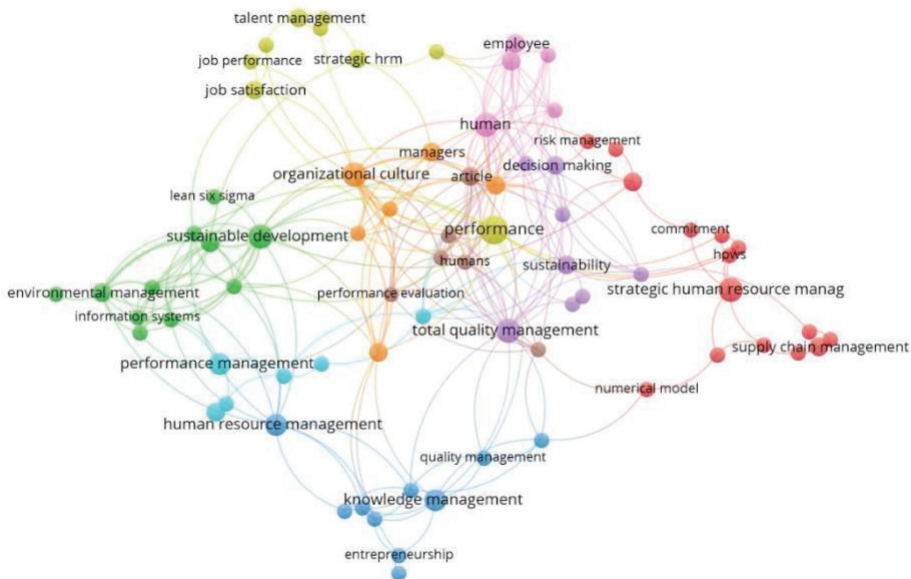 talent management
employee
job performance
strategic hrm
job satisfaction
human
risk management
managers
decision making
organizational culture
article
lean six sigma
performance
commitment
sustainable development
hpws
humans
sustainability
environmental management
performance evaluation
strategic human resource manag
information systems
total quality management
supply chain management
performance management
numerical model
human resource management
quality management
knowledge management
entrepreneurship